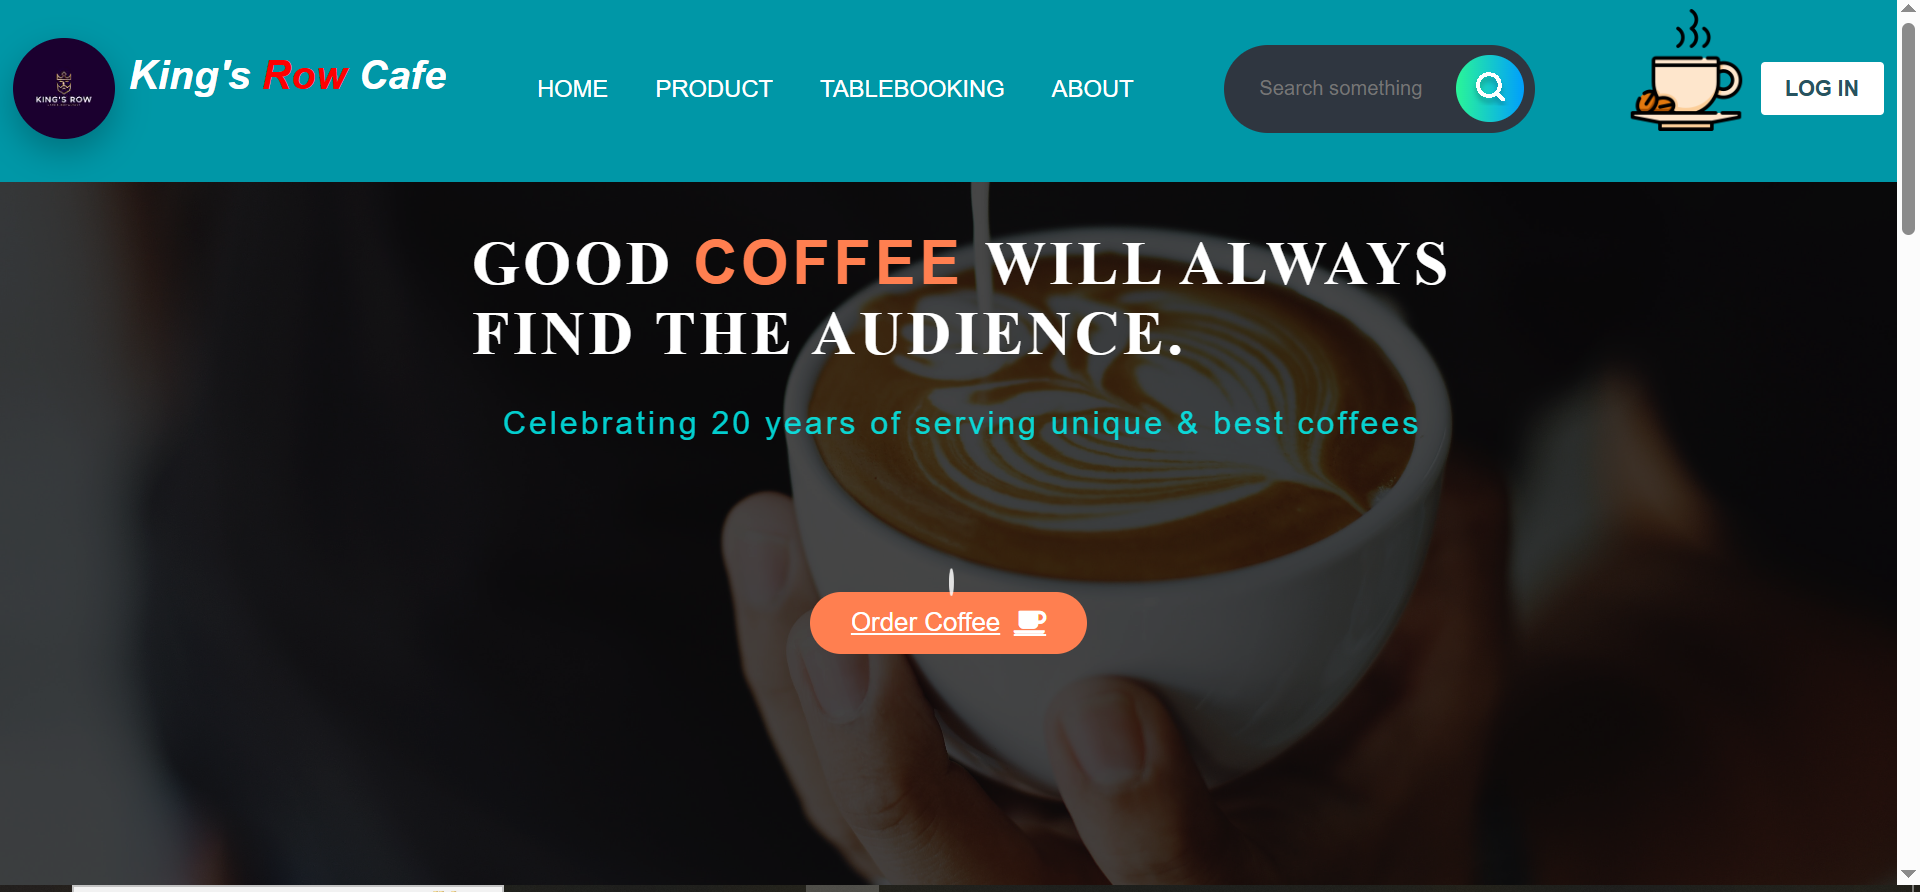 KING'S ROW
King's Row Cafe
HOME
PRODUCT
TABLEBOOKING
ABOUT
Search something
LOG IN
GOOD COFFEE WILL ALWAYS
FIND THE AUDIENCE.
Celebrating 20 years of serving unique & best coffees
Order Coffee